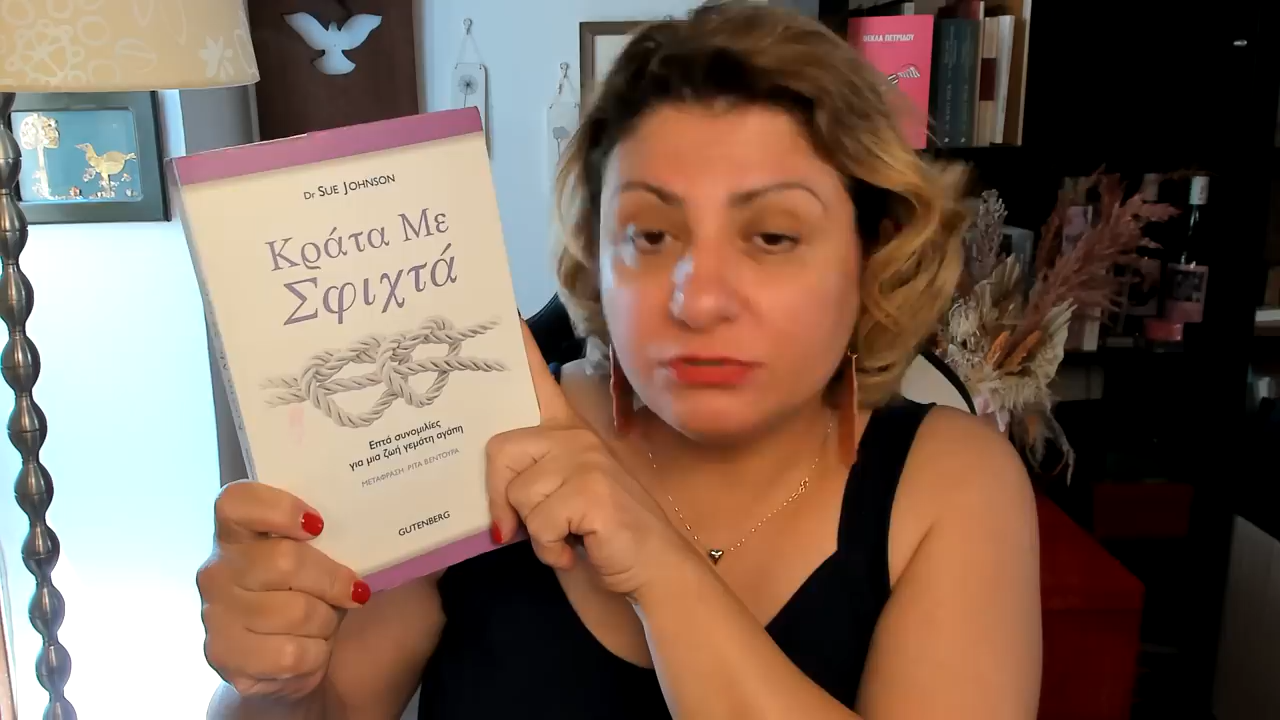 Dr SUE JOHNSON
Κράτα Με
Σφιχτά
Επτά συνομιλίες
για μια ζωή γεμάτη αγάπη
ΜΕΤΑΦΡΑΣΗ: ΡΙΤΑ ΒΕΝΤΟΥΡΑ
GUTENBERG
ΘΕΚΛΑ ΠΕΤΡΙΔΟΥ